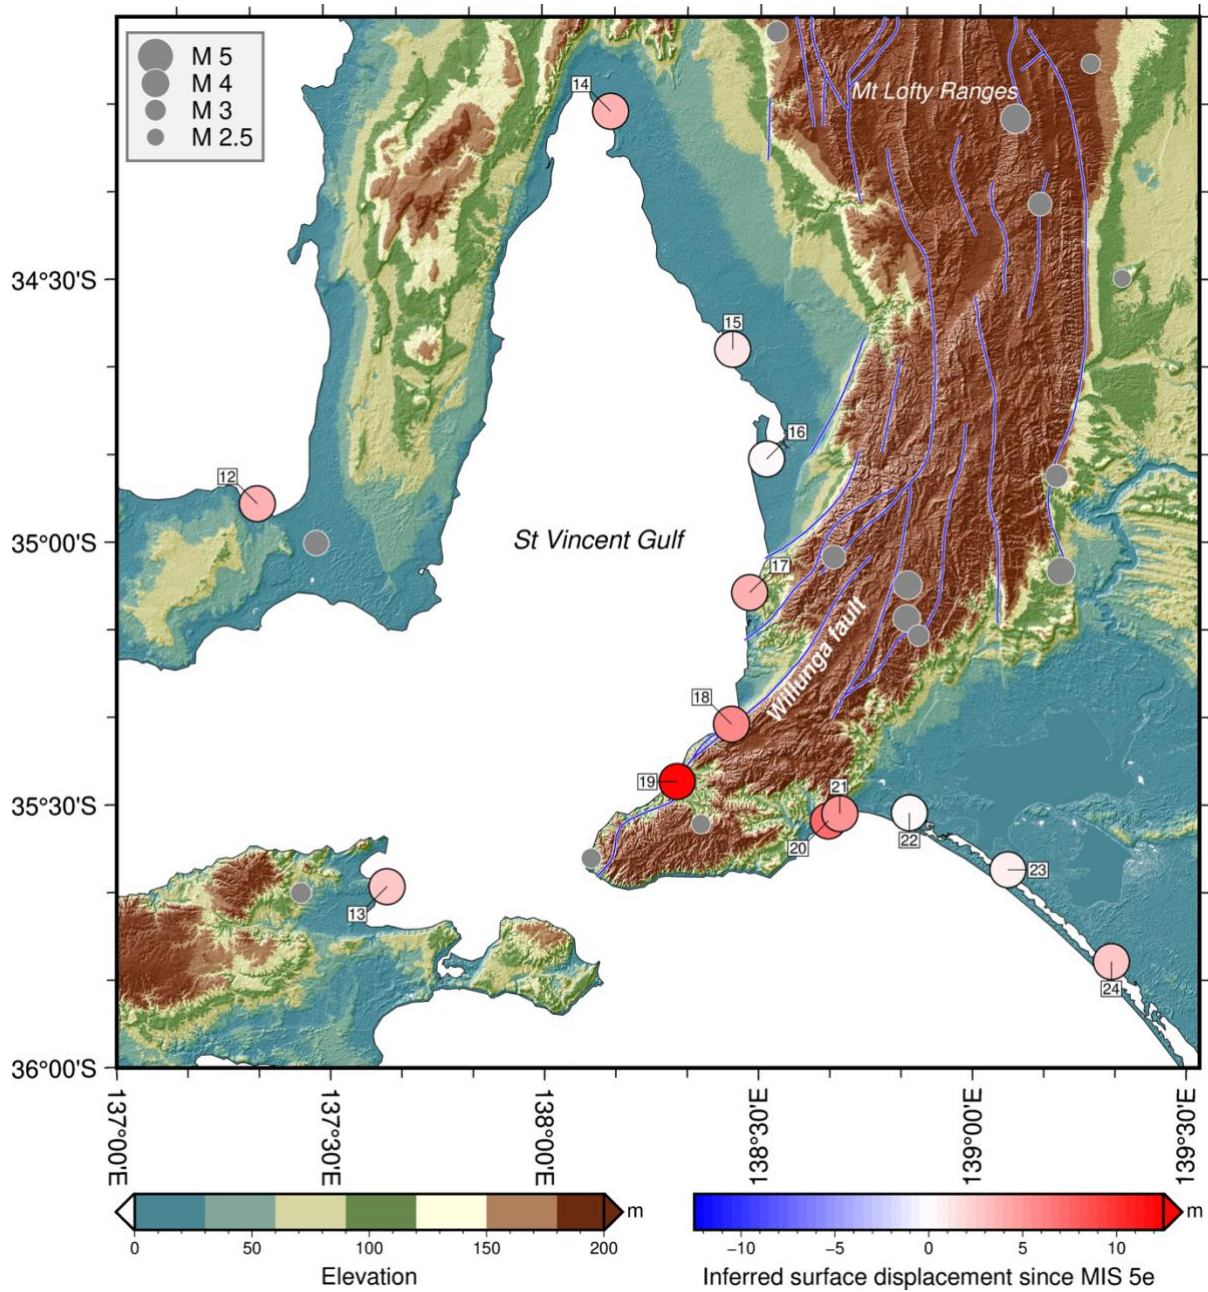 M 5
M 4
M 3
M 2.5
14
Mt Lofty Ranges
34°30'S
15
16
12
35°00'S
St Vincent Gulf
17
Willunga fault
18
19
35°30'S
21
20
22
23
13
24
36°00'S
137°00'E
137°30'E
138°00'E
138°30'E
139°00'E
139°30'E
m
0 50 100 150 200
Elevation
m
−10 −5 0 5 10
Inferred surface displacement since MIS 5e